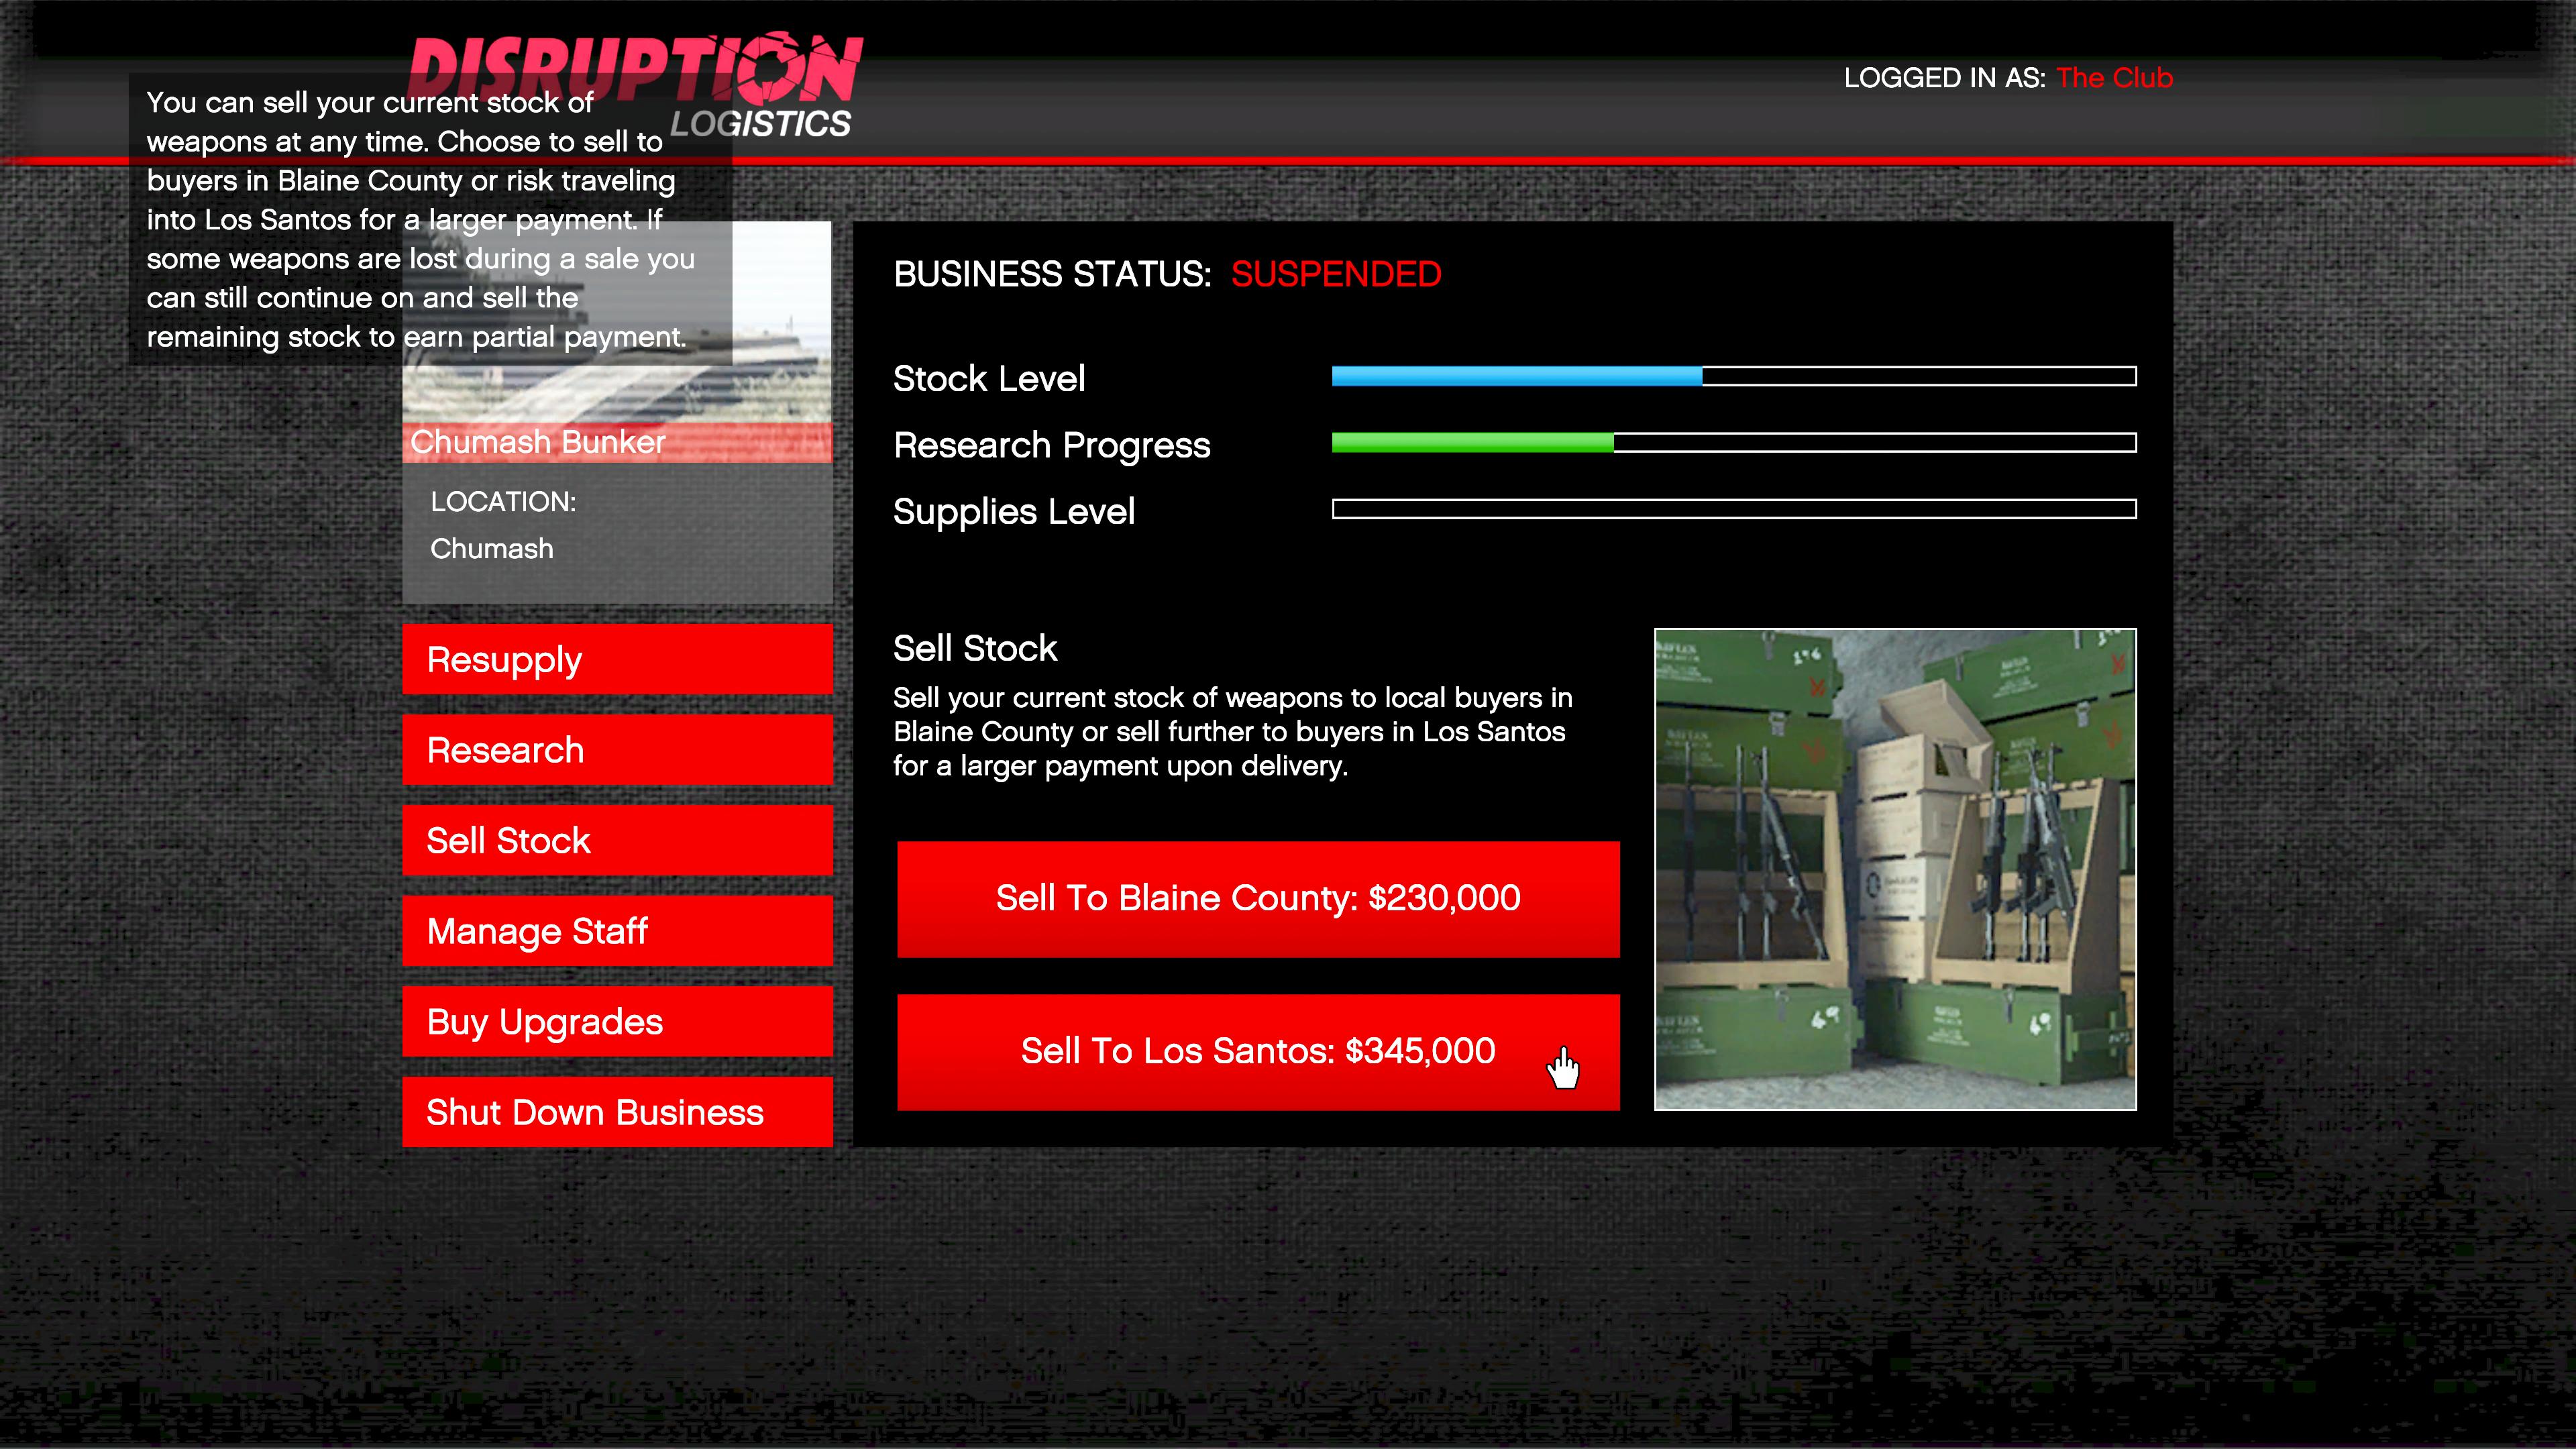 DISRUPTION
LOGISTICS
LOGGED IN AS: The Club
You can sell your current stock of
weapons at any time. Choose to sell to
buyers in Blaine County or risk traveling
into Los Santos for a larger payment. If
some weapons are lost during a sale you
can still continue on and sell the
remaining stock to earn partial payment.
Chumash Bunker
LOCATION:
Chumash
Resupply
Research
Sell Stock
Manage Staff
Buy Upgrades
Shut Down Business
BUSINESS STATUS: SUSPENDED
Stock Level
Research Progress
Supplies Level
Sell Stock
Sell your current stock of weapons to local buyers in
Blaine County or sell further to buyers in Los Santos
for a larger payment upon delivery.
Sell To Blaine County: $230,000
Sell To Los Santos: $345,000
RIFLES